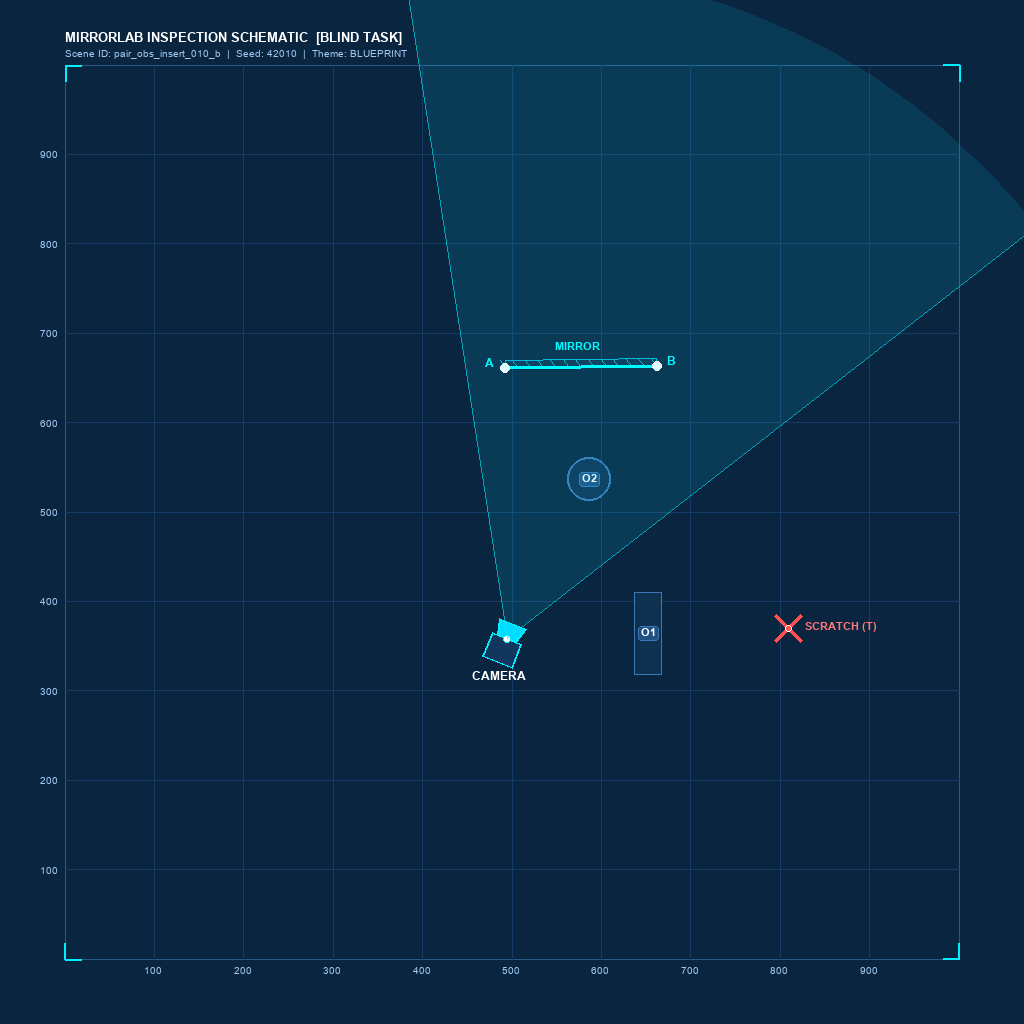 MIRRORLAB INSPECTION SCHEMATIC [BLIND TASK]
Scene ID: pair_obs_insert_010_b | Seed: 42010 | Theme: BLUEPRINT
900
800
MIRROR
A
B
700
600
O2
500
400
SCRATCH (T)
O1
CAMERA
300
200
100
100 200 300 400 500 600 700 800 900